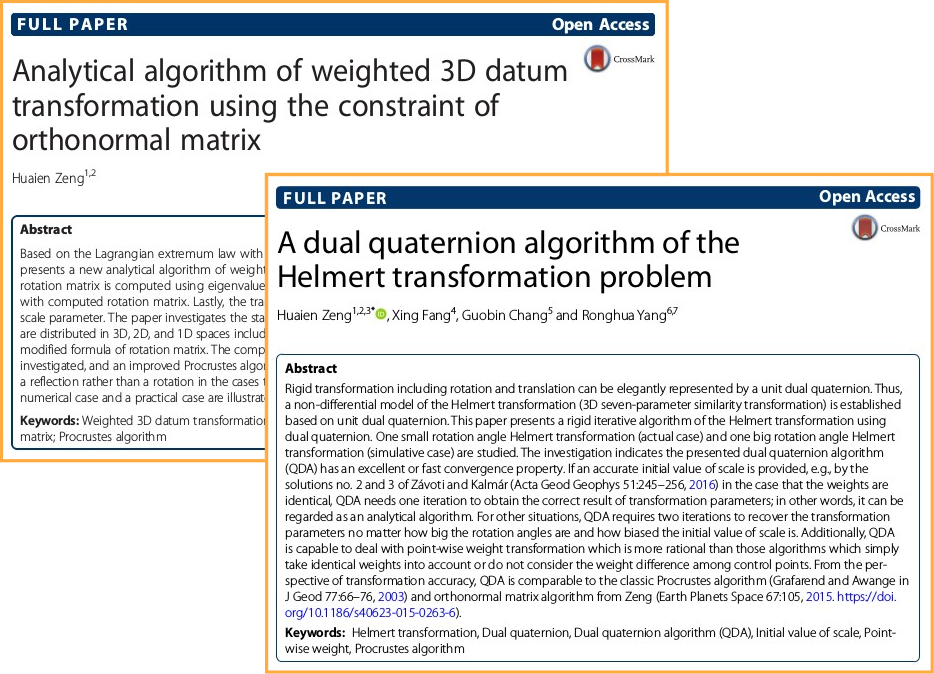 FULL PAPER Open Access
CrossMark
Analytical algorithm of weighted 3D datum
transformation using the constraint of
orthonormal matrix
Huaien Zeng1,2
Abstract
Based on the Lagrangian extremum law with
presents a new analytical algorithm of weight
rotation matrix is computed using eigenvalue
with computed rotation matrix. Lastly, the tra
scale parameter. The paper investigates the sta
are distributed in 3D, 2D, and 1D spaces includ
modified formula of rotation matrix. The comp
investigated, and an improved Procrustes algor
a reflection rather than a rotation in the cases
numerical case and a practical case are illustrate
Keywords: Weighted 3D datum transformation
matrix; Procrustes algorithm
FULL PAPER Open Access
CrossMark
A dual quaternion algorithm of the
Helmert transformation problem
Huaien Zeng1,2,3* iD, Xing Fang4, Guobin Chang5 and Ronghua Yang6,7
Abstract
Rigid transformation including rotation and translation can be elegantly represented by a unit dual quaternion. Thus,
a non-differential model of the Helmert transformation (3D seven-parameter similarity transformation) is established
based on unit dual quaternion. This paper presents a rigid iterative algorithm of the Helmert transformation using
dual quaternion. One small rotation angle Helmert transformation (actual case) and one big rotation angle Helmert
transformation (simulative case) are studied. The investigation indicates the presented dual quaternion algorithm
(QDA) has an excellent or fast convergence property. If an accurate initial value of scale is provided, e.g., by the
solutions no. 2 and 3 of Závoti and Kalmár (Acta Geod Geophys 51:245–256, 2016) in the case that the weights are
identical, QDA needs one iteration to obtain the correct result of transformation parameters; in other words, it can be
regarded as an analytical algorithm. For other situations, QDA requires two iterations to recover the transformation
parameters no matter how big the rotation angles are and how biased the initial value of scale is. Additionally, QDA
is capable to deal with point-wise weight transformation which is more rational than those algorithms which simply
take identical weights into account or do not consider the weight difference among control points. From the per-
spective of transformation accuracy, QDA is comparable to the classic Procrustes algorithm (Grafarend and Awange in
J Geod 77:66–76, 2003) and orthonormal matrix algorithm from Zeng (Earth Planets Space 67:105, 2015. https://doi.
org/10.1186/s40623-015-0263-6).
Keywords: Helmert transformation, Dual quaternion, Dual quaternion algorithm (QDA), Initial value of scale, Point-
wise weight, Procrustes algorithm